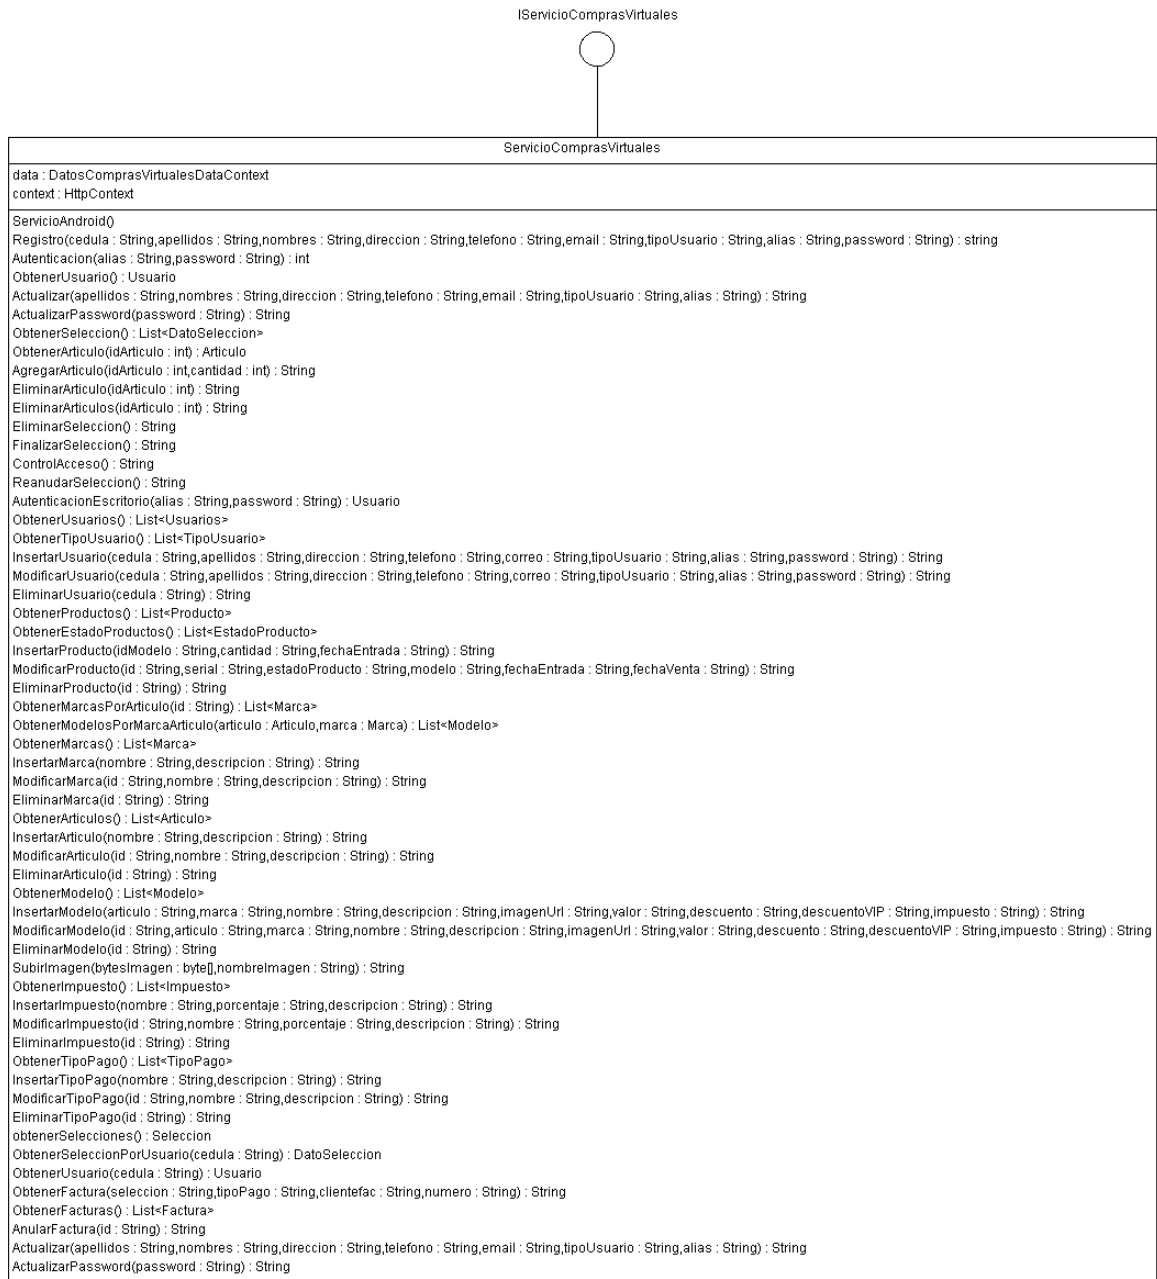 IServicioComprasVirtuales
ServicioComprasVirtuales
data : DatosComprasVirtualesDataContext
context : HttpContext
ServicioAndroid()
Registro(cedula : String,apellidos : String,nombres : String,direccion : String,telefono : String,email : String,tipoUsuario : String,alias : String,password : String) : string
Autenticacion(alias : String,password : String) : int
ObtenerUsuario() : Usuario
Actualizar(apellidos : String,nombres : String,direccion : String,telefono : String,email : String,tipoUsuario : String,alias : String) : String
ActualizarPassword(password : String) : String
ObtenerSeleccion() : List<DatoSeleccion>
ObtenerArticulo(idArticulo : int) : Articulo
AgregarArticulo(idArticulo : int,cantidad : int) : String
EliminarArticulo(idArticulo : int) : String
EliminarArticulos(idArticulo : int) : String
EliminarSeleccion() : String
FinalizarSeleccion() : String
ControlAcceso() : String
ReanudarSeleccion() : String
AutenticacionEscritorio(alias : String,password : String) : Usuario
ObtenerUsuarios() : List<Usuarios>
ObtenerTipoUsuario() : List<TipoUsuario>
InsertarUsuario(cedula : String,apellidos : String,direccion : String,telefono : String,correo : String,tipoUsuario : String,alias : String,password : String) : String
ModificarUsuario(cedula : String,apellidos : String,direccion : String,telefono : String,correo : String,tipoUsuario : String,alias : String,password : String) : String
EliminarUsuario(cedula : String) : String
ObtenerProductos() : List<Producto>
ObtenerEstadoProductos() : List<EstadoProducto>
InsertarProducto(idModelo : String,cantidad : String,fechaEntrada : String) : String
ModificarProducto(id : String,serial : String,estadoProducto : String,modelo : String,fechaEntrada : String,fechaVenta : String) : String
EliminarProducto(id : String) : String
ObtenerMarcasPorArticulo(id : String) : List<Marca>
ObtenerModelosPorMarcaArticulo(articulo : Articulo,marca : Marca) : List<Modelo>
ObtenerMarcas() : List<Marca>
InsertarMarca(nombre : String,descripcion : String) : String
ModificarMarca(id : String,nombre : String,descripcion : String) : String
EliminarMarca(id : String) : String
ObtenerArticulos() : List<Articulo>
InsertarArticulo(nombre : String,descripcion : String) : String
ModificarArticulo(id : String,nombre : String,descripcion : String) : String
EliminarArticulo(id : String) : String
ObtenerModelo() : List<Modelo>
InsertarModelo(articulo : String,marca : String,nombre : String,descripcion : String,imagenUrl : String,valor : String,descuento : String,descuentoVIP : String,impuesto : String) : String
ModificarModelo(id : String,articulo : String,marca : String,nombre : String,descripcion : String,imagenUrl : String,valor : String,descuento : String,descuentoVIP : String,impuesto : String) : String
EliminarModelo(id : String) : String
SubirImagen(bytesImagen : byte[],nombreImagen : String) : String
ObtenerImpuesto() : List<Impuesto>
InsertarImpuesto(nombre : String,porcentaje : String,descripcion : String) : String
ModificarImpuesto(id : String,nombre : String,porcentaje : String,descripcion : String) : String
EliminarImpuesto(id : String) : String
ObtenerTipoPago() : List<TipoPago>
InsertarTipoPago(nombre : String,descripcion : String) : String
ModificarTipoPago(id : String,nombre : String,descripcion : String) : String
EliminarTipoPago(id : String) : String
obtenerSelecciones() : Seleccion
ObtenerSeleccionPorUsuario(cedula : String) : DatoSeleccion
ObtenerUsuario(cedula : String) : Usuario
ObtenerFactura(seleccion : String,tipoPago : String,clientefac : String,numero : String) : String
ObtenerFacturas() : List<Factura>
AnularFactura(id : String) : String
Actualizar(apellidos : String,nombres : String,direccion : String,telefono : String,email : String,tipoUsuario : String,alias : String) : String
ActualizarPassword(password : String) : String